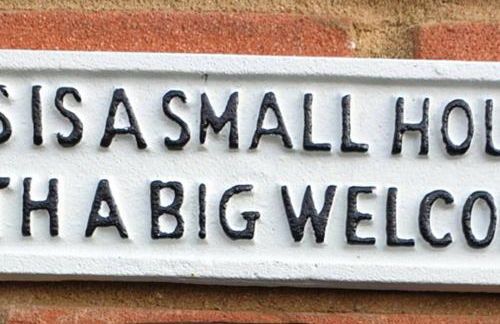 S IS A SMALL HOU
TH A BIG WELCO